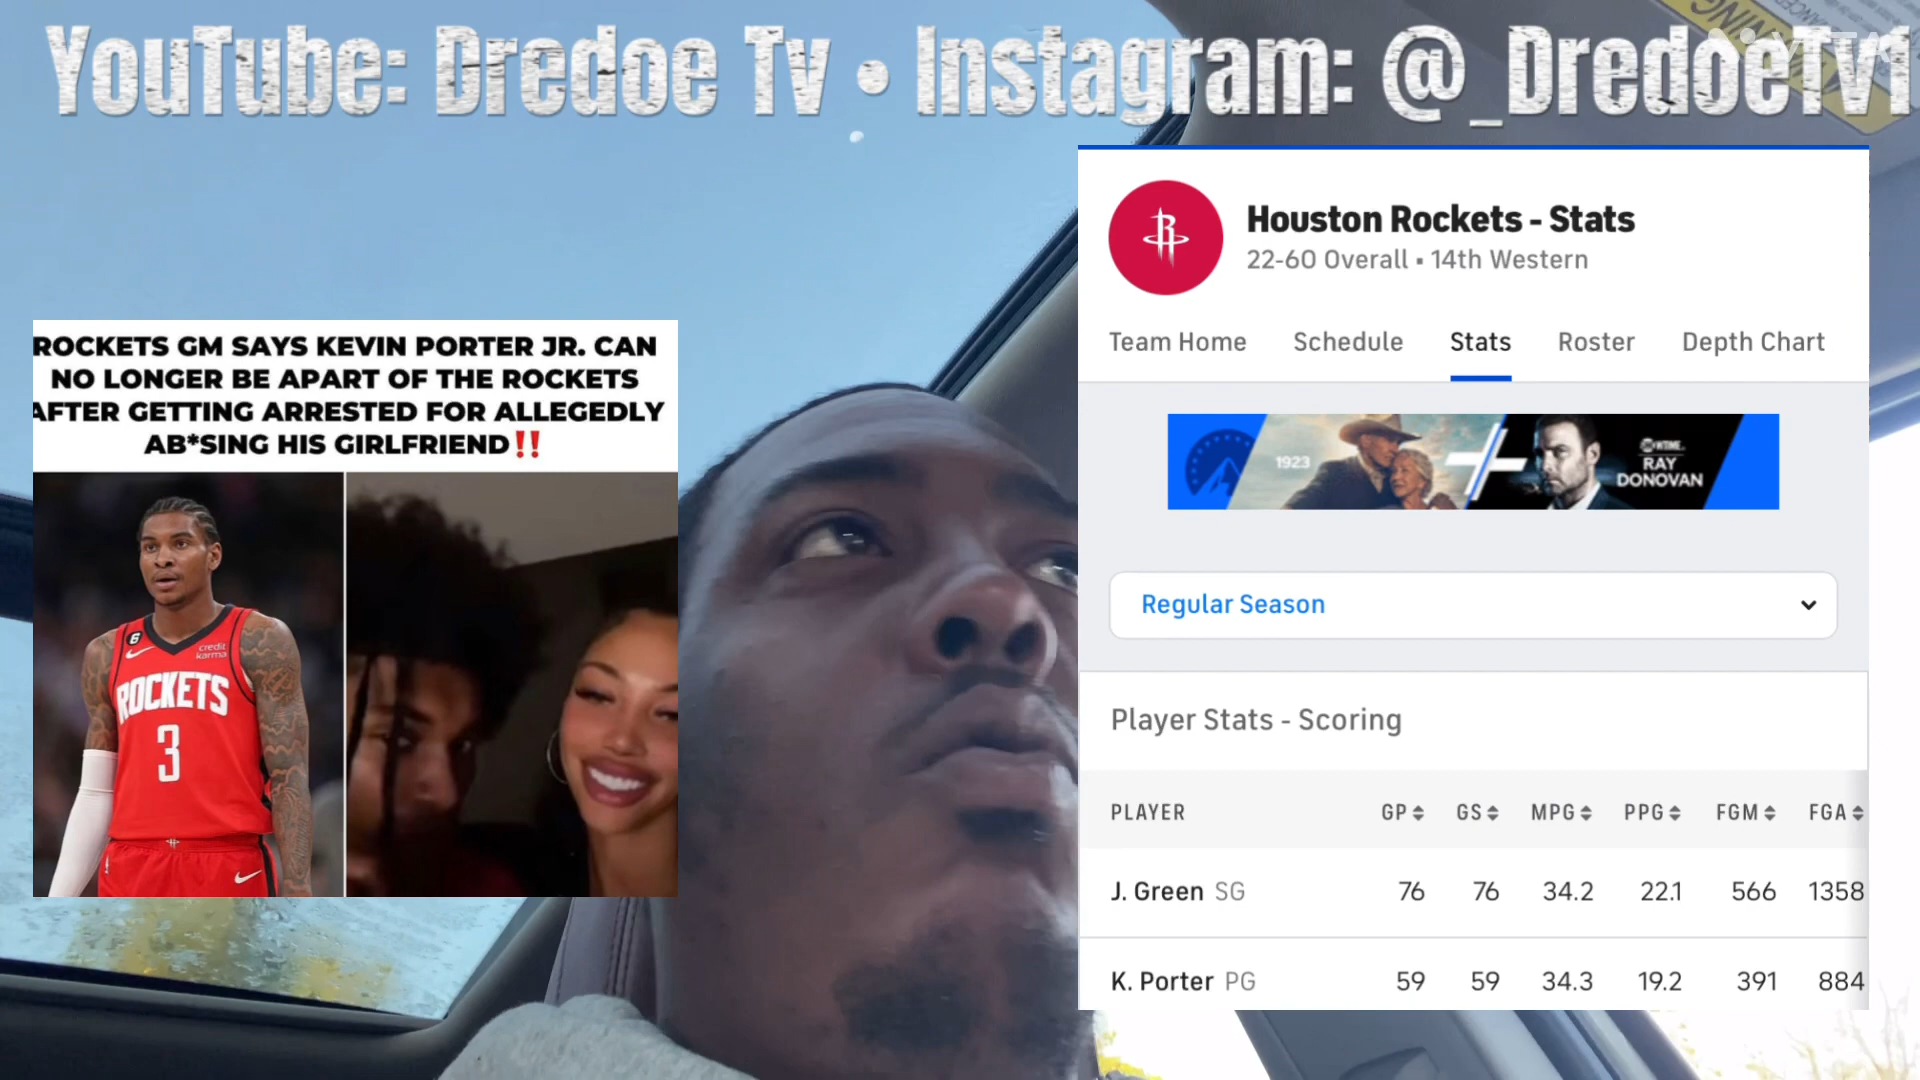 YouTube: Dredoe Tv • Instagram: @_DredoeTv1
ROCKETS GM SAYS KEVIN PORTER JR. CAN
NO LONGER BE APART OF THE ROCKETS
AFTER GETTING ARRESTED FOR ALLEGEDLY
AB*SING HIS GIRLFRIEND‼️
6
credit
karma
ROCKETS
3
Houston Rockets - Stats
22-60 Overall • 14th Western
Team Home Schedule Stats Roster Depth Chart
1923
SHOWTIME
RAY
DONOVAN
Regular Season
Player Stats - Scoring
PLAYER GP GS MPG PPG FGM FGA
J. Green SG 76 76 34.2 22.1 566 1358
K. Porter PG 59 59 34.3 19.2 391 884